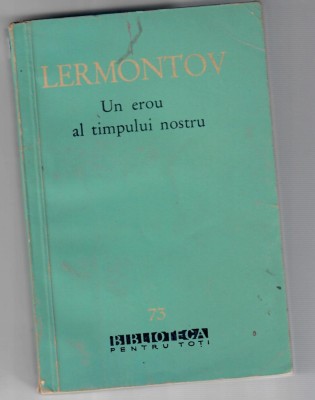 LERMONTOV
Un erou
al timpului nostru
73
BIBLIOTECA
PENTRU TOȚI